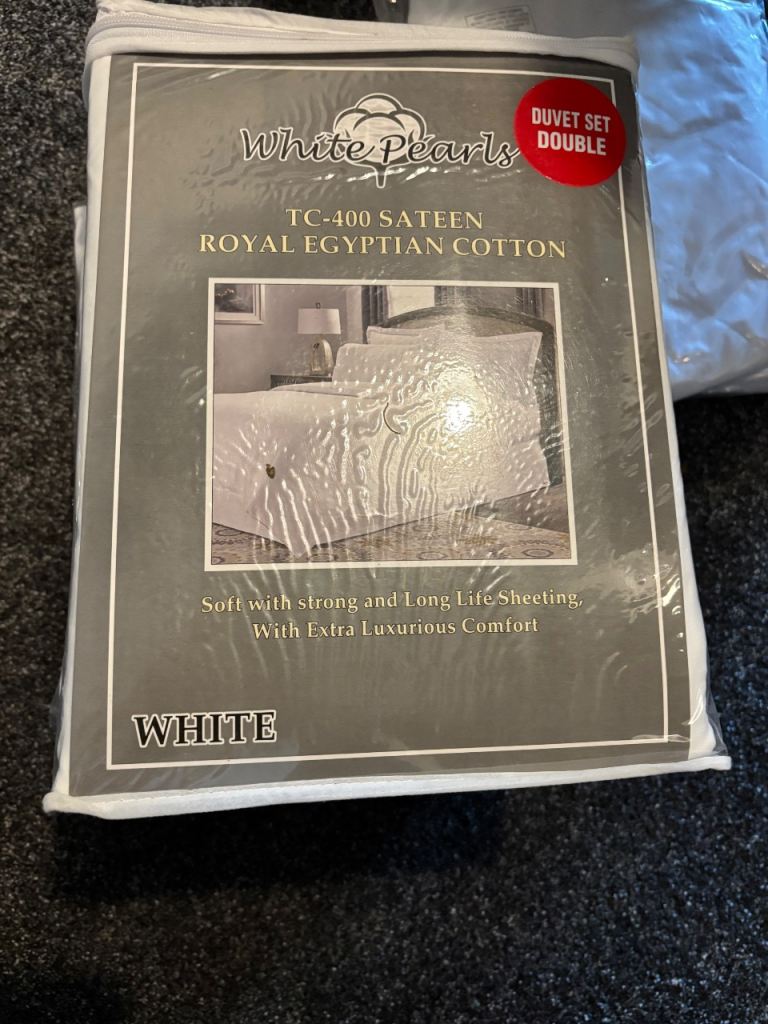 White Pearls
DUVET SET
DOUBLE
TC-400 SATEEN
ROYAL EGYPTIAN COTTON
Soft with strong and Long Life Sheeting,
With Extra Luxurious Comfort
WHITE